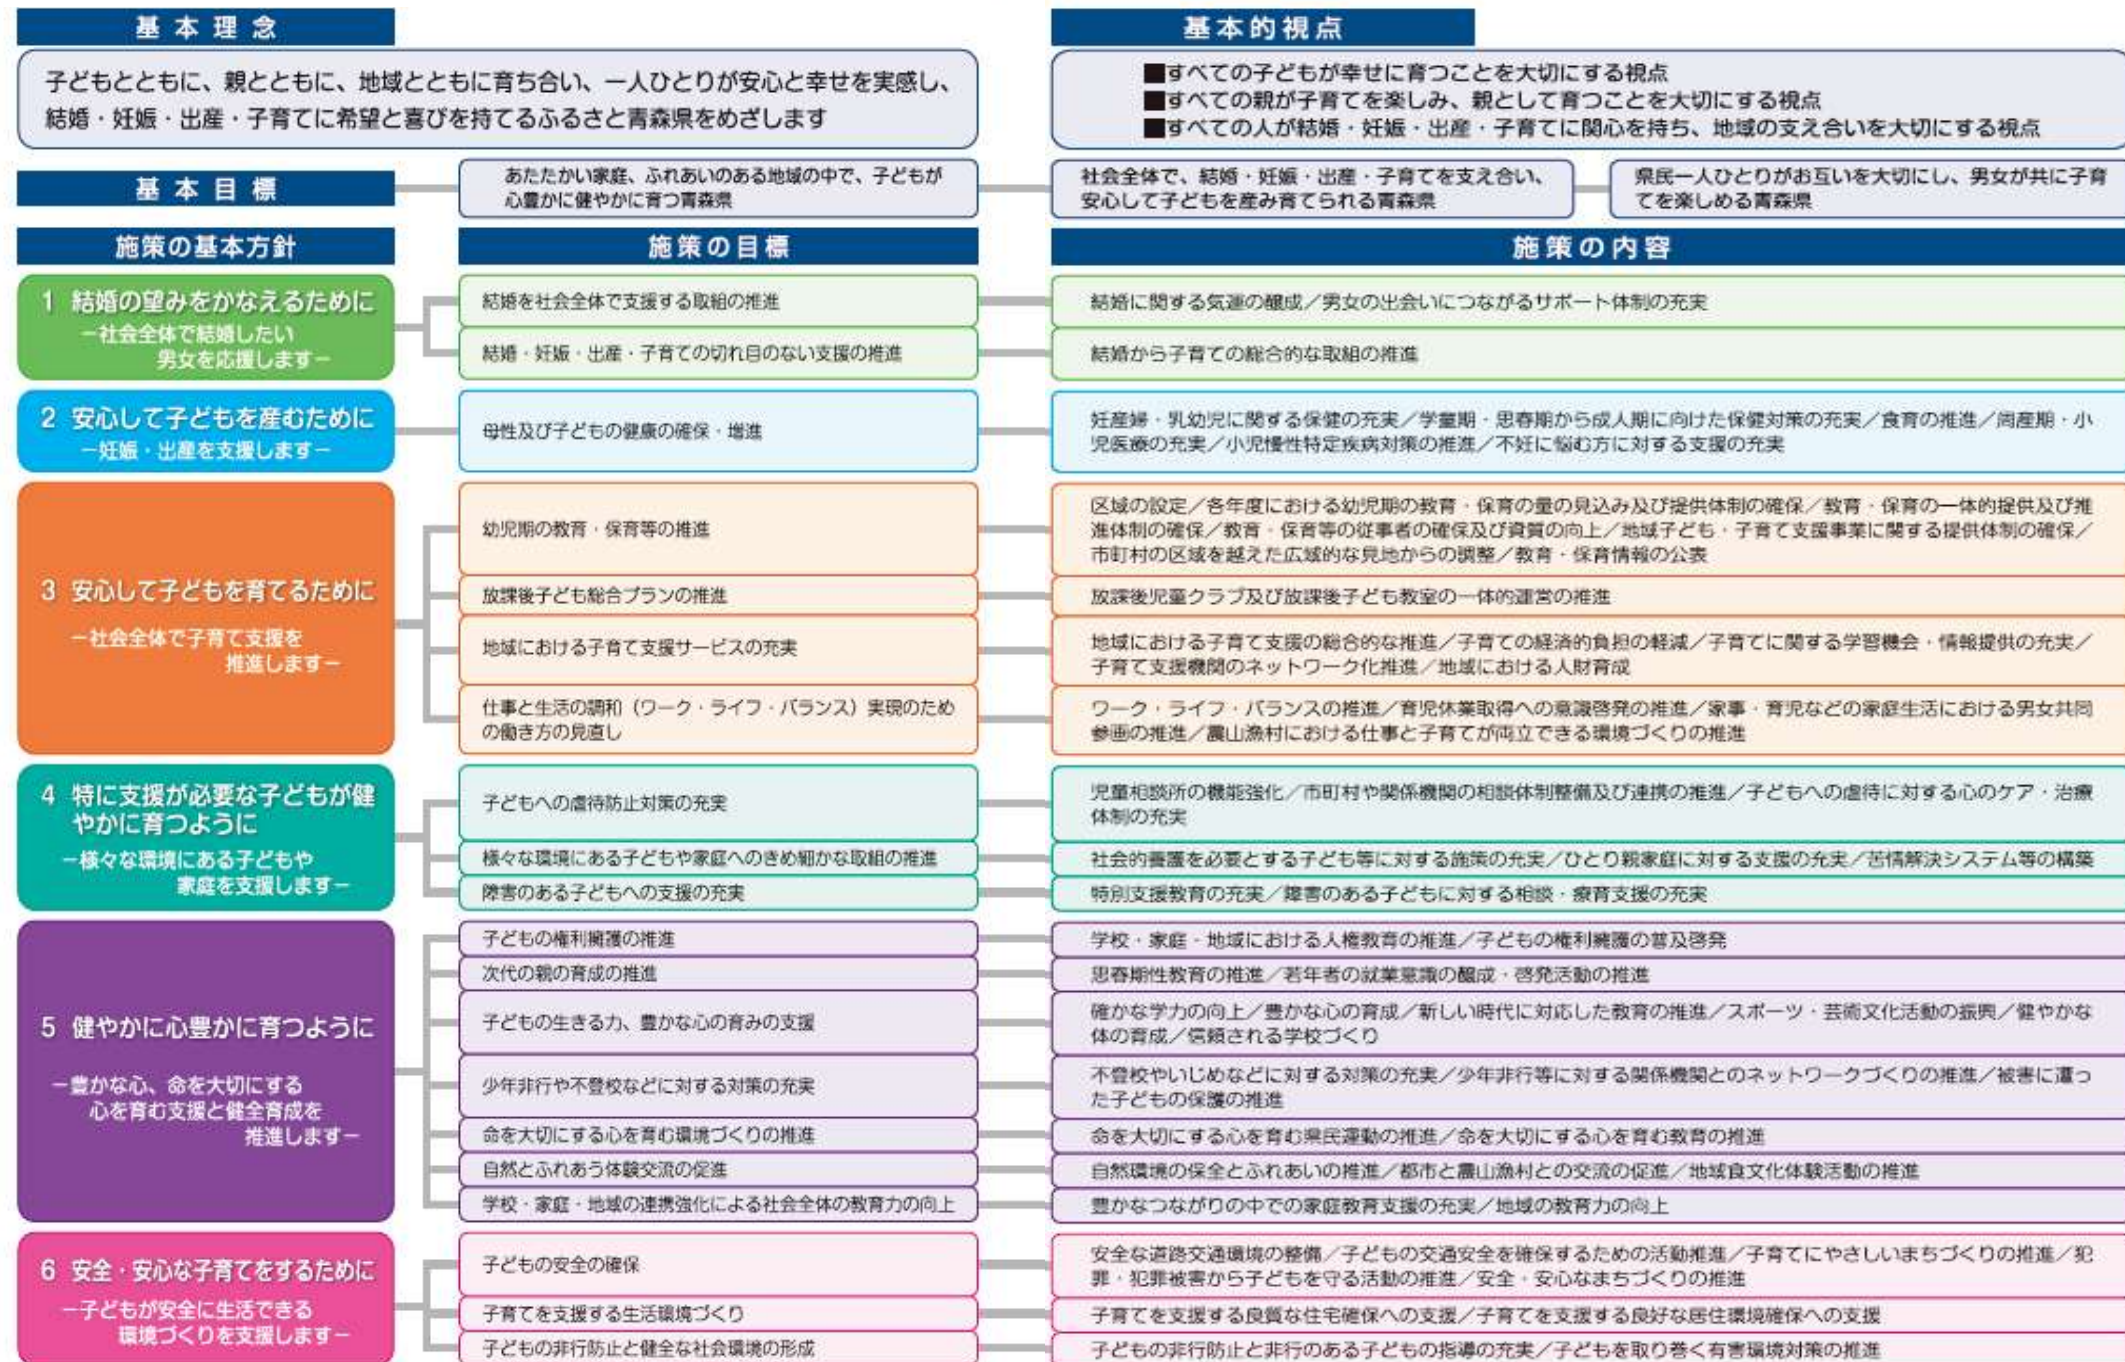 基本理念
子どもとともに、親とともに、地域とともに育ち合い、一人ひとりが安心と幸せを実感し、
結婚・妊娠・出産・子育てに希望と喜びを持てるふるさと青森県をめざします
基本的視点
■すべての子どもが幸せに育つことを大切にする視点
■すべての親が子育てを楽しみ、親として育つことを大切にする視点
■すべての人が結婚・妊娠・出産・子育てに関心を持ち、地域の支え合いを大切にする視点
基本目標
あたたかい家庭、ふれあいのある地域の中で、子どもが
心豊かに健やかに育つ青森県
社会全体で、結婚・妊娠・出産・子育てを支え合い、
安心して子どもを産み育てられる青森県
県民一人ひとりがお互いを大切にし、男女が共に子育
てを楽しめる青森県
施策の基本方針
施策の目標
施策の内容
1 結婚の望みをかなえるために
－社会全体で結婚したい
男女を応援します－
結婚を社会全体で支援する取組の推進
結婚に関する気運の醸成／男女の出会いにつながるサポート体制の充実
結婚・妊娠・出産・子育ての切れ目のない支援の推進
結婚から子育ての総合的な取組の推進
2 安心して子どもを産むために
－妊娠・出産を支援します－
母性及び子どもの健康の確保・増進
妊産婦・乳幼児に関する保健の充実／学童期・思春期から成人期に向けた保健対策の充実／食育の推進／周産期・小
児医療の充実／小児慢性特定疾病対策の推進／不妊に悩む方に対する支援の充実
3 安心して子どもを育てるために
－社会全体で子育て支援を
推進します－
幼児期の教育・保育等の推進
区域の設定／各年度における幼児期の教育・保育の量の見込み及び提供体制の確保／教育・保育の一体的提供及び推
進体制の確保／教育・保育等の従事者の確保及び資質の向上／地域子ども・子育て支援事業に関する提供体制の確保／
市町村の区域を越えた広域的な見地からの調整／教育・保育情報の公表
放課後子ども総合プランの推進
放課後児童クラブ及び放課後子ども教室の一体的運営の推進
地域における子育て支援サービスの充実
地域における子育て支援の総合的な推進／子育ての経済的負担の軽減／子育てに関する学習機会・情報提供の充実／
子育て支援機関のネットワーク化推進／地域における人財育成
仕事と生活の調和（ワーク・ライフ・バランス）実現のため
の働き方の見直し
ワーク・ライフ・バランスの推進／育児休業取得への意識啓発の推進／家事・育児などの家庭生活における男女共同
参画の推進／農山漁村における仕事と子育てが両立できる環境づくりの推進
4 特に支援が必要な子どもが健
やかに育つように
－様々な環境にある子どもや
家庭を支援します－
子どもへの虐待防止対策の充実
児童相談所の機能強化／市町村や関係機関の相談体制整備及び連携の推進／子どもへの虐待に対する心のケア・治療
体制の充実
様々な環境にある子どもや家庭へのきめ細かな取組の推進
社会的養護を必要とする子ども等に対する施策の充実／ひとり親家庭に対する支援の充実／苦情解決システム等の構築
障害のある子どもへの支援の充実
特別支援教育の充実／障害のある子どもに対する相談・療育支援の充実
5 健やかに心豊かに育つように
－豊かな心、命を大切にする
心を育む支援と健全育成を
推進します－
子どもの権利擁護の推進
学校・家庭・地域における人権教育の推進／子どもの権利擁護の普及啓発
次代の親の育成の推進
思春期性教育の推進／若年者の就業意識の醸成・啓発活動の推進
子どもの生きる力、豊かな心の育みの支援
確かな学力の向上／豊かな心の育成／新しい時代に対応した教育の推進／スポーツ・芸術文化活動の振興／健やかな
体の育成／信頼される学校づくり
少年非行や不登校などに対する対策の充実
不登校やいじめなどに対する対策の充実／少年非行等に対する関係機関とのネットワークづくりの推進／被害に遭っ
た子どもの保護の推進
命を大切にする心を育む環境づくりの推進
命を大切にする心を育む県民運動の推進／命を大切にする心を育む教育の推進
自然とふれあう体験交流の促進
自然環境の保全とふれあいの推進／都市と農山漁村との交流の促進／地域食文化体験活動の推進
学校・家庭・地域の連携強化による社会全体の教育力の向上
豊かなつながりの中での家庭教育支援の充実／地域の教育力の向上
6 安全・安心な子育てをするために
－子どもが安全に生活できる
環境づくりを支援します－
子どもの安全の確保
安全な道路交通環境の整備／子どもの交通安全を確保するための活動推進／子育てにやさしいまちづくりの推進／犯
罪・犯罪被害から子どもを守る活動の推進／安全・安心なまちづくりの推進
子育てを支援する生活環境づくり
子育てを支援する良質な住宅確保への支援／子育てを支援する良好な居住環境確保への支援
子どもの非行防止と健全な社会環境の形成
子どもの非行防止と非行のある子どもの指導の充実／子どもを取り巻く有害環境対策の推進